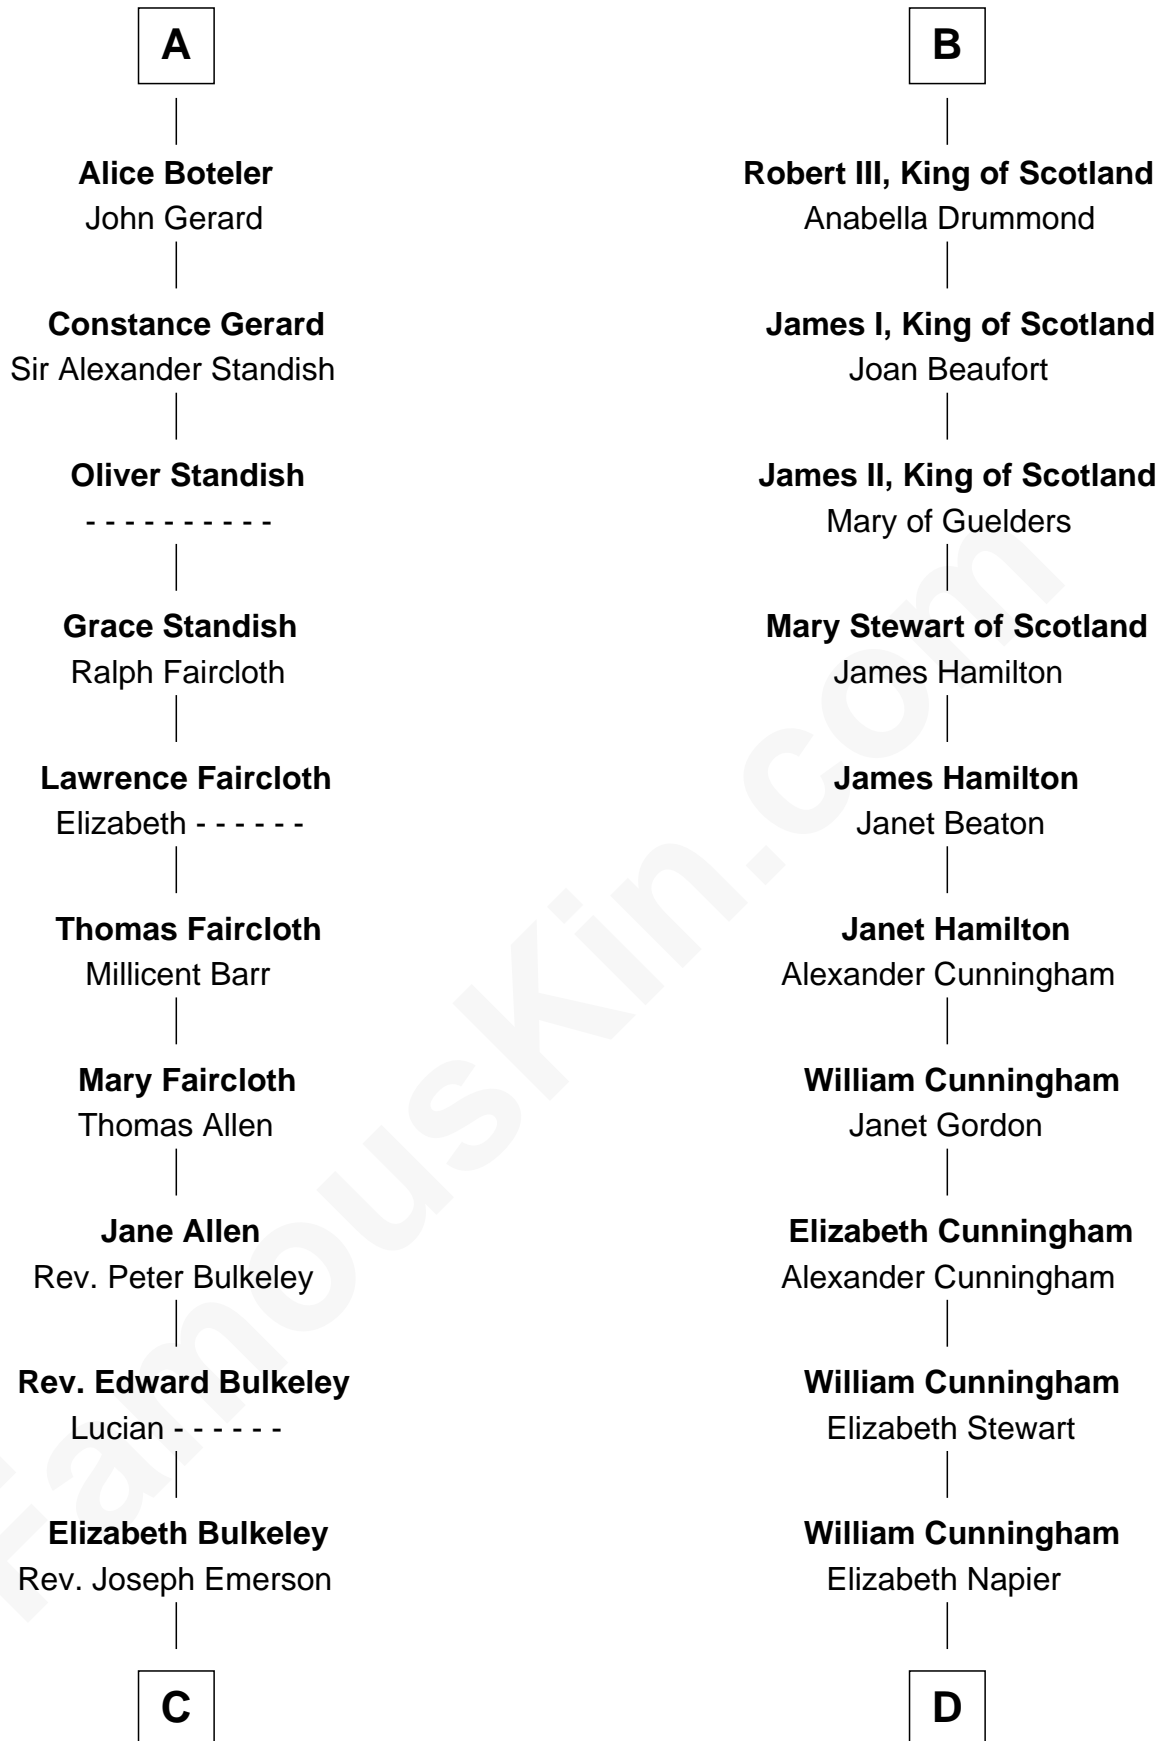 A
Alice Boteler
John Gerard
Constance Gerard
Sir Alexander Standish
Oliver Standish
- - - - - - - - - -
Grace Standish
Ralph Faircloth
Lawrence Faircloth
Elizabeth - - - - - -
Thomas Faircloth
Millicent Barr
Mary Faircloth
Thomas Allen
Jane Allen
Rev. Peter Bulkeley
Rev. Edward Bulkeley
Lucian - - - - - -
Elizabeth Bulkeley
Rev. Joseph Emerson
C
B
Robert III, King of Scotland
Anabella Drummond
James I, King of Scotland
Joan Beaufort
James II, King of Scotland
Mary of Guelders
Mary Stewart of Scotland
James Hamilton
James Hamilton
Janet Beaton
Janet Hamilton
Alexander Cunningham
William Cunningham
Janet Gordon
Elizabeth Cunningham
Alexander Cunningham
William Cunningham
Elizabeth Stewart
William Cunningham
Elizabeth Napier
D
FamousKin.com